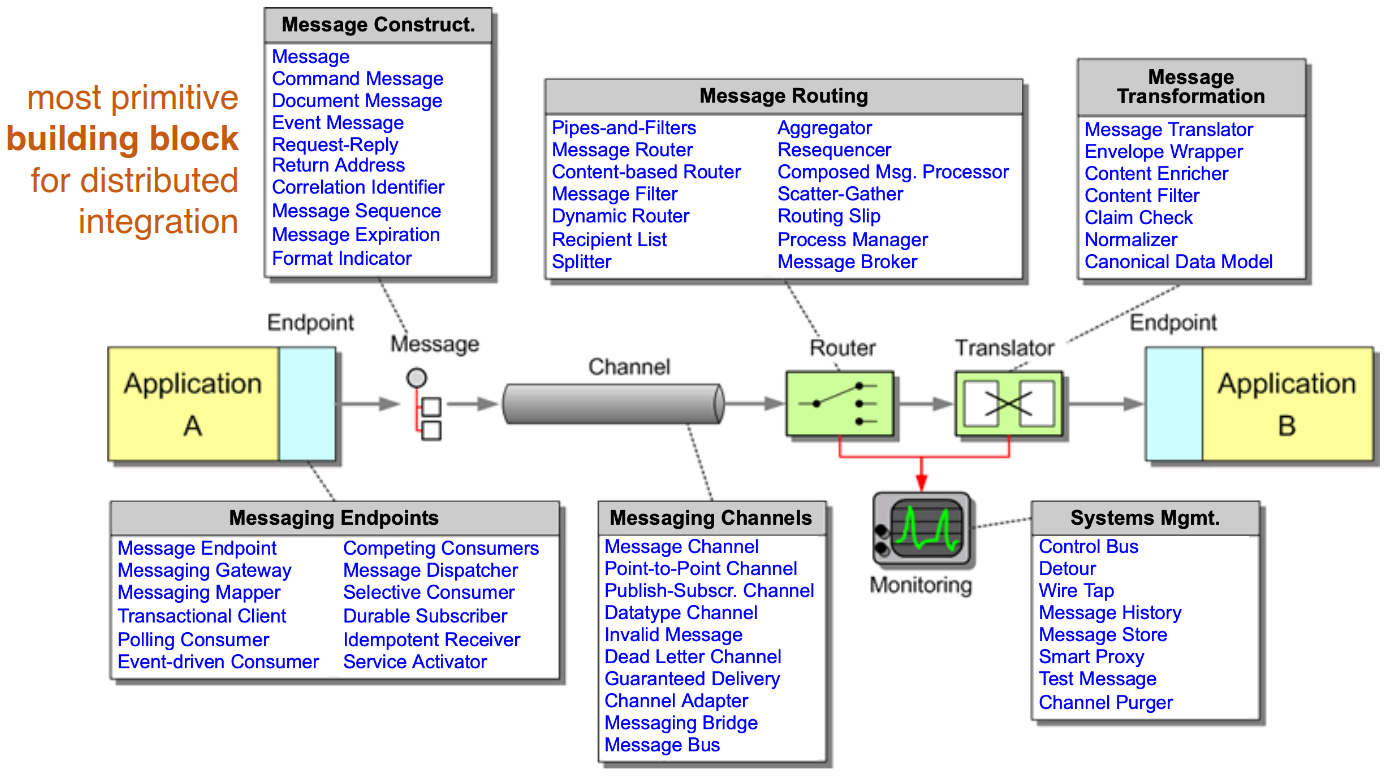 most primitive
building block
for distributed
integration
Message Construct.
Message
Command Message
Document Message
Event Message
Request-Reply
Return Address
Correlation Identifier
Message Sequence
Message Expiration
Format Indicator
Message Routing
Pipes-and-Filters
Message Router
Content-based Router
Message Filter
Dynamic Router
Recipient List
Splitter
Aggregator
Resequencer
Composed Msg. Processor
Scatter-Gather
Routing Slip
Process Manager
Message Broker
Message
Transformation
Message Translator
Envelope Wrapper
Content Enricher
Content Filter
Claim Check
Normalizer
Canonical Data Model
Endpoint
Application
A
Message
Channel
Router
Translator
Endpoint
Application
B
Messaging Endpoints
Message Endpoint
Messaging Gateway
Messaging Mapper
Transactional Client
Polling Consumer
Event-driven Consumer
Competing Consumers
Message Dispatcher
Selective Consumer
Durable Subscriber
Idempotent Receiver
Service Activator
Messaging Channels
Message Channel
Point-to-Point Channel
Publish-Subscr. Channel
Datatype Channel
Invalid Message
Dead Letter Channel
Guaranteed Delivery
Channel Adapter
Messaging Bridge
Message Bus
Monitoring
Systems Mgmt.
Control Bus
Detour
Wire Tap
Message History
Message Store
Smart Proxy
Test Message
Channel Purger